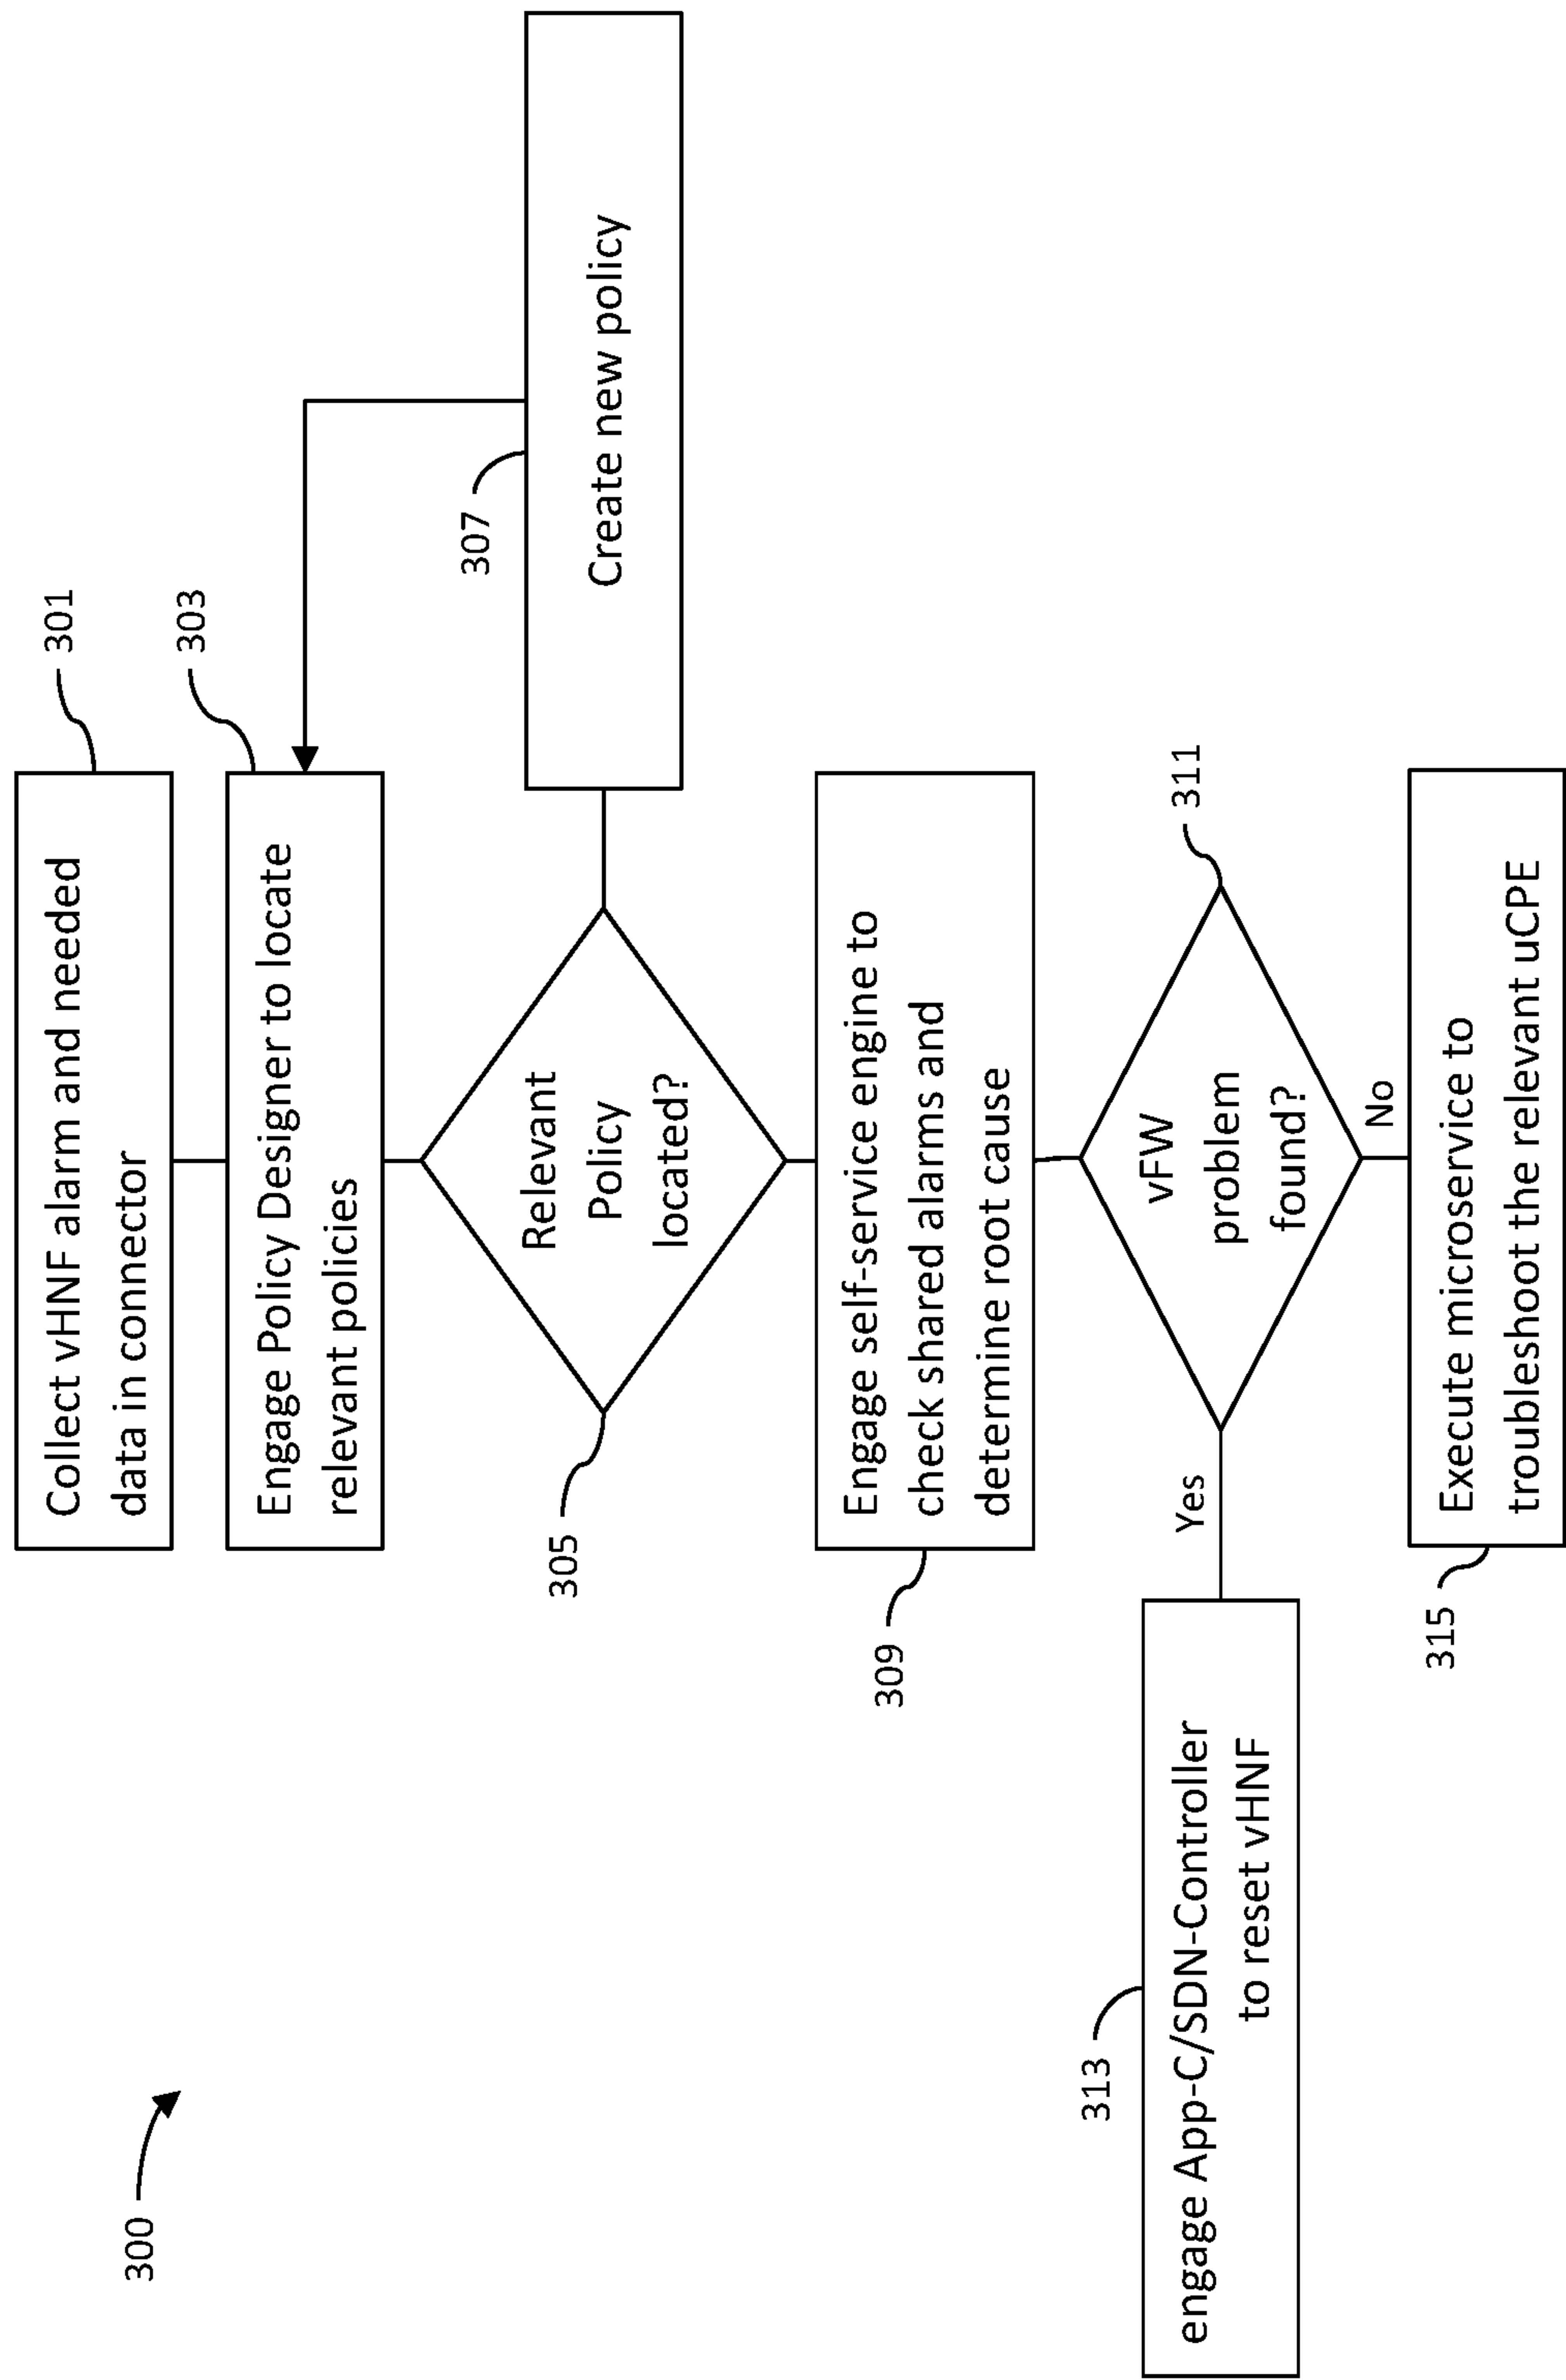 300
301
Collect vHNF alarm and needed
data in connector
303
Engage Policy Designer to locate
relevant policies
305
Relevant
Policy
located?
307
Create new policy
309
Engage self-service engine to
check shared alarms and
determine root cause
311
vFW
problem
found?
Yes
No
313
engage App-C/SDN-Controller
to reset vHNF
315
Execute microservice to
troubleshoot the relevant uCPE